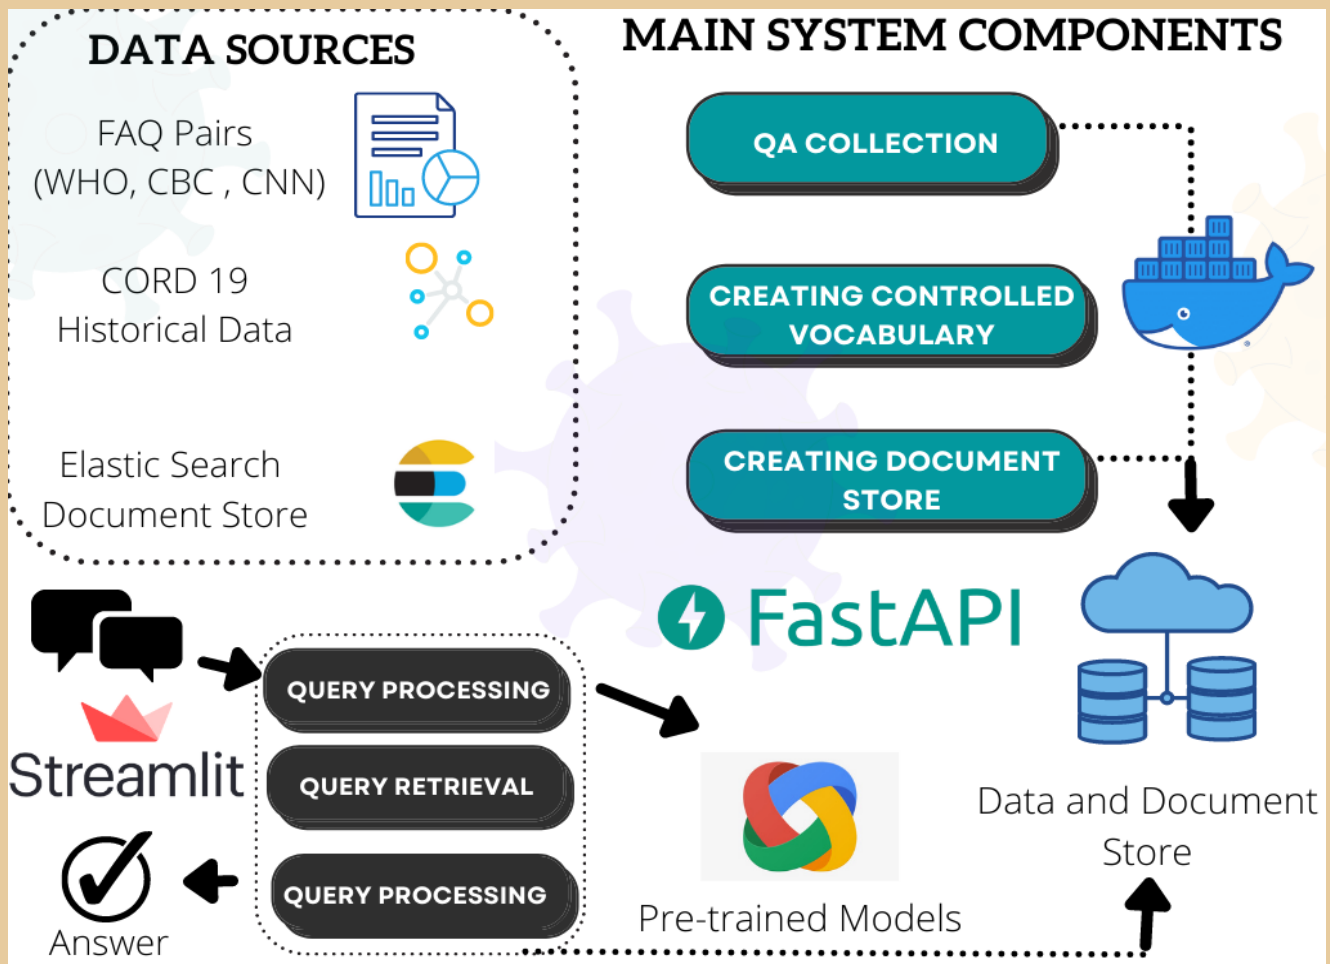 DATA SOURCES
FAQ Pairs
(WHO, CBC , CNN)
CORD 19
Historical Data
Elastic Search
Document Store
MAIN SYSTEM COMPONENTS
QA COLLECTION
CREATING CONTROLLED
VOCABULARY
CREATING DOCUMENT
STORE
FastAPI
QUERY PROCESSING
Streamlit
QUERY RETRIEVAL
QUERY PROCESSING
Answer
Pre-trained Models
Data and Document
Store